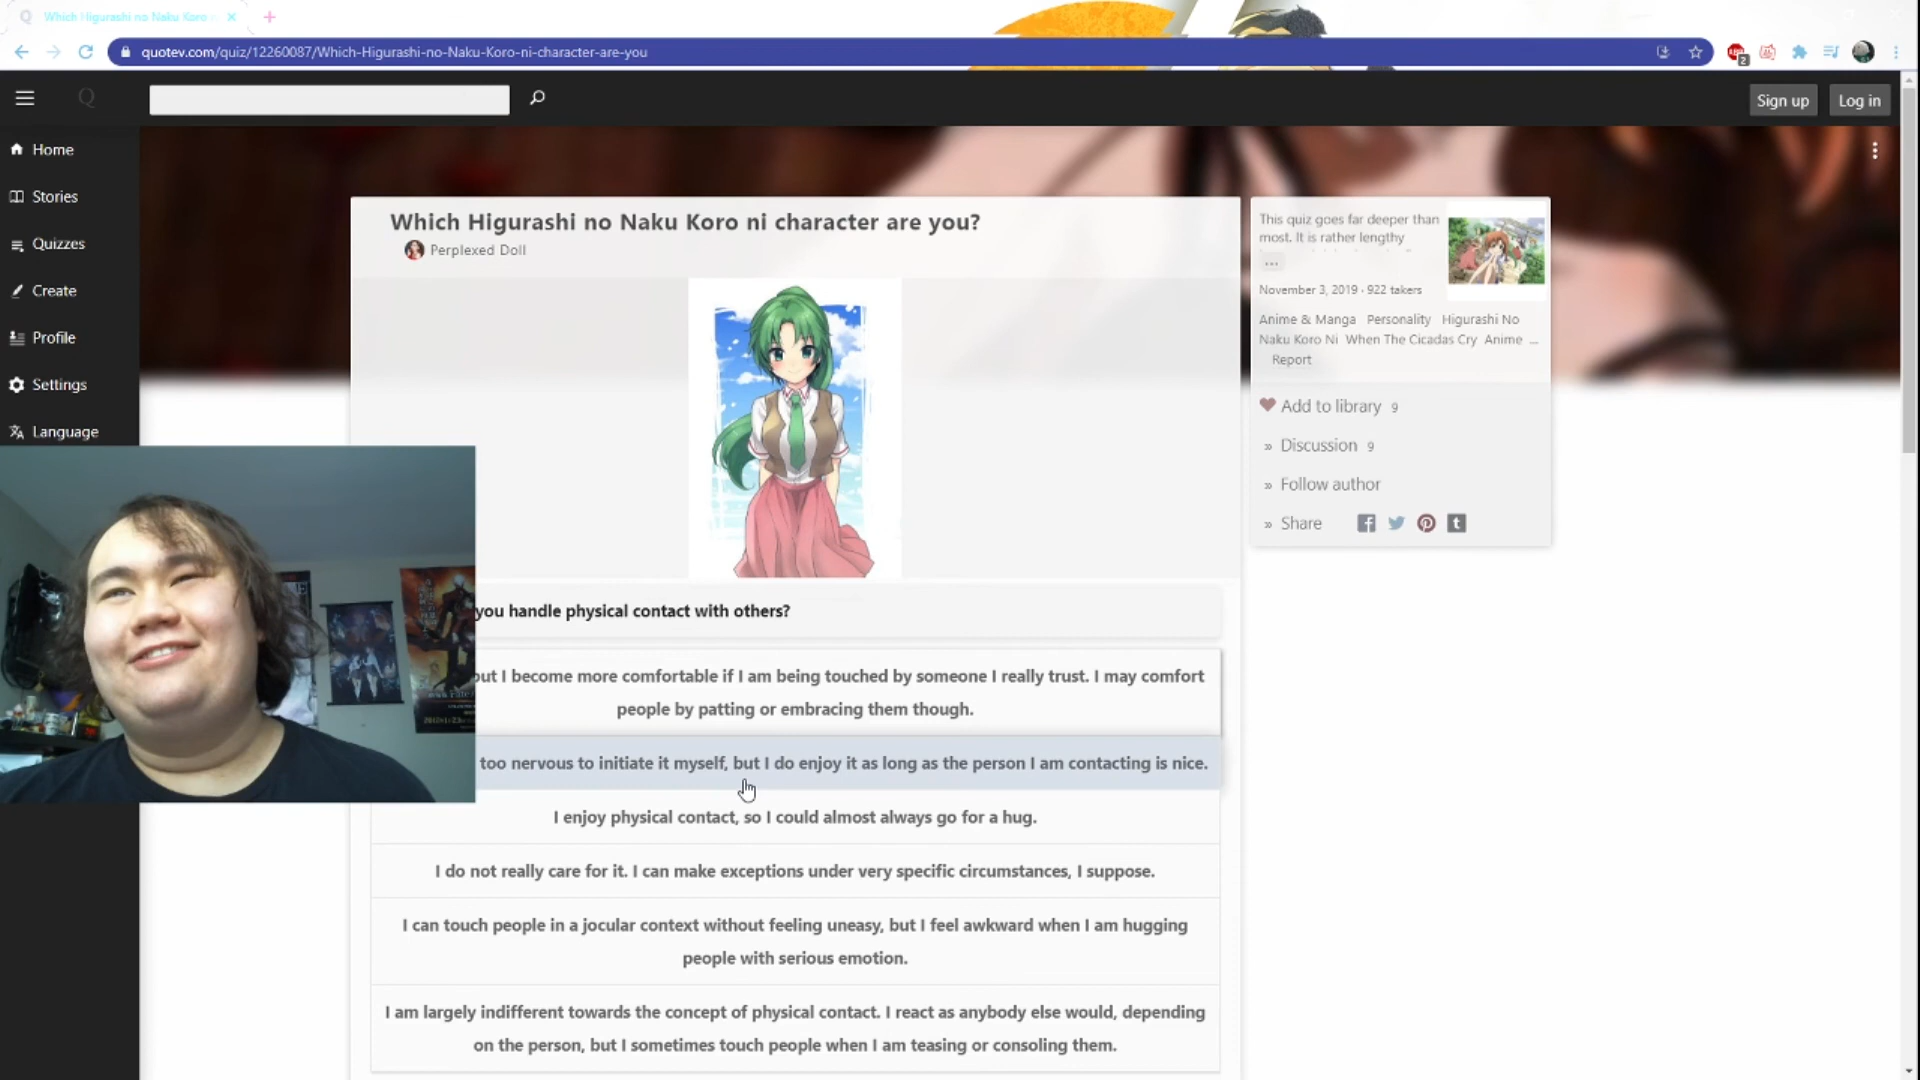 Which Higurashi no Naku Koro n
quotev.com/quiz/12260087/Which-Higurashi-no-Naku-Koro-ni-character-are-you
2
Q
Sign up
Log in
Home
Stories
Quizzes
Create
Profile
Settings
Language
Which Higurashi no Naku Koro ni character are you?
Perplexed Doll
This quiz goes far deeper than
most. It is rather lengthy
...
November 3, 2019 · 922 takers
Anime & Manga Personality Higurashi No
Naku Koro Ni When The Cicadas Cry Anime ...
Report
Add to library 9
» Discussion 9
» Follow author
» Share
you handle physical contact with others?
but I become more comfortable if I am being touched by someone I really trust. I may comfort
people by patting or embracing them though.
too nervous to initiate it myself, but I do enjoy it as long as the person I am contacting is nice.
I enjoy physical contact, so I could almost always go for a hug.
I do not really care for it. I can make exceptions under very specific circumstances, I suppose.
I can touch people in a jocular context without feeling uneasy, but I feel awkward when I am hugging
people with serious emotion.
I am largely indifferent towards the concept of physical contact. I react as anybody else would, depending
on the person, but I sometimes touch people when I am teasing or consoling them.